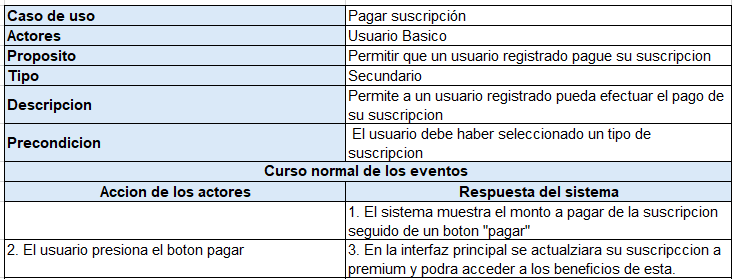 Caso de uso Pagar suscripción
Actores Usuario Basico
Proposito Permitir que un usuario registrado pague su suscripcion
Tipo Secundario
Descripcion Permite a un usuario registrado pueda efectuar el pago de
su suscripcion
Precondicion El usuario debe haber seleccionado un tipo de
suscripcion
Curso normal de los eventos
Accion de los actores Respuesta del sistema
1. El sistema muestra el monto a pagar de la suscripcion
seguido de un boton "pagar"
2. El usuario presiona el boton pagar 3. En la interfaz principal se actualziara su suscripccion a
premium y podra acceder a los beneficios de esta.